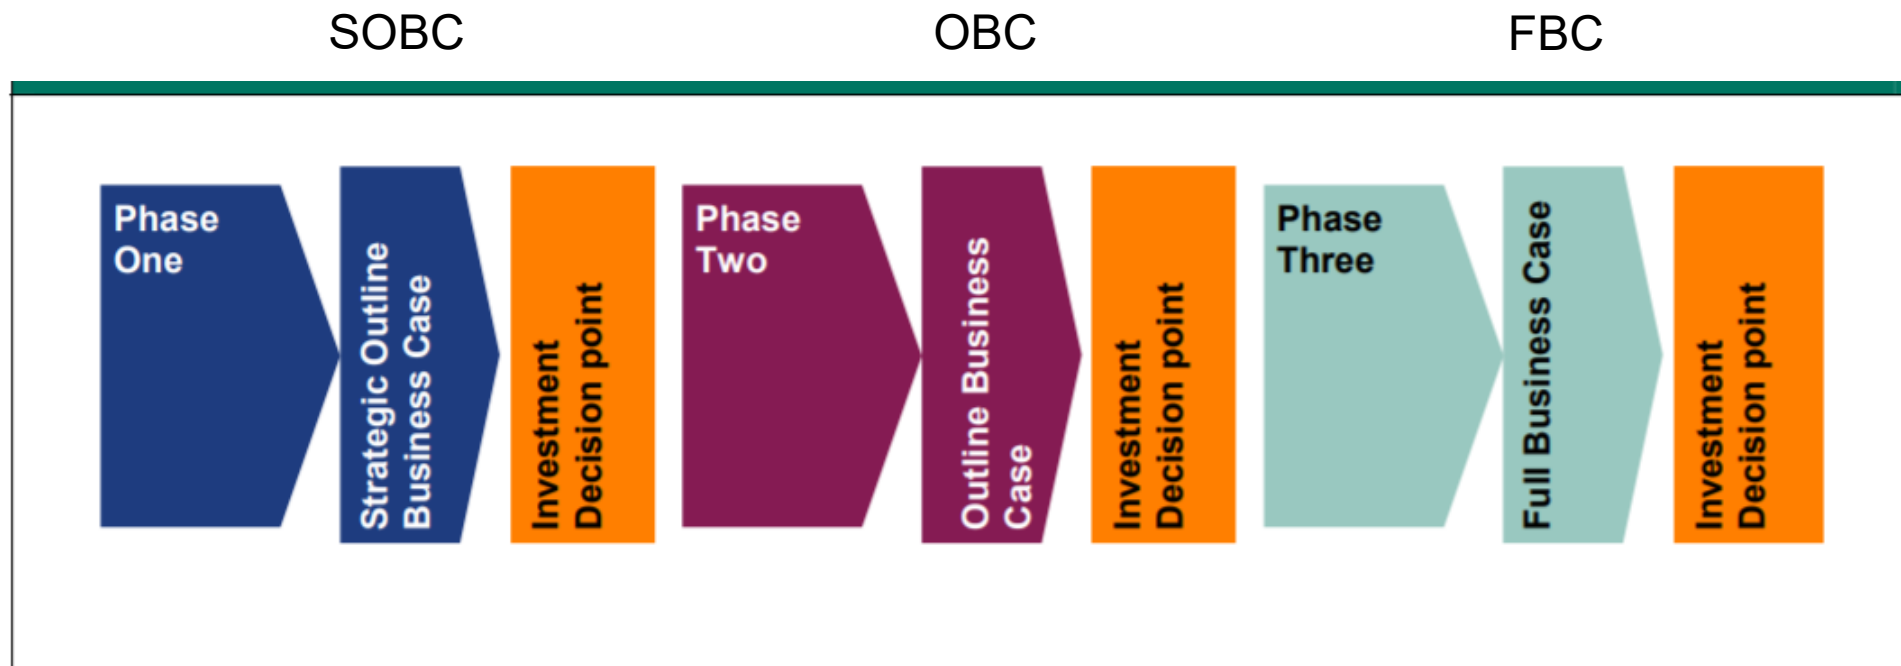 SOBC
OBC
FBC
Phase
One
Strategic Outline
Business Case
Investment
Decision point
Phase
Two
Outline Business
Case
Investment
Decision point
Phase
Three
Full Business Case
Investment
Decision point